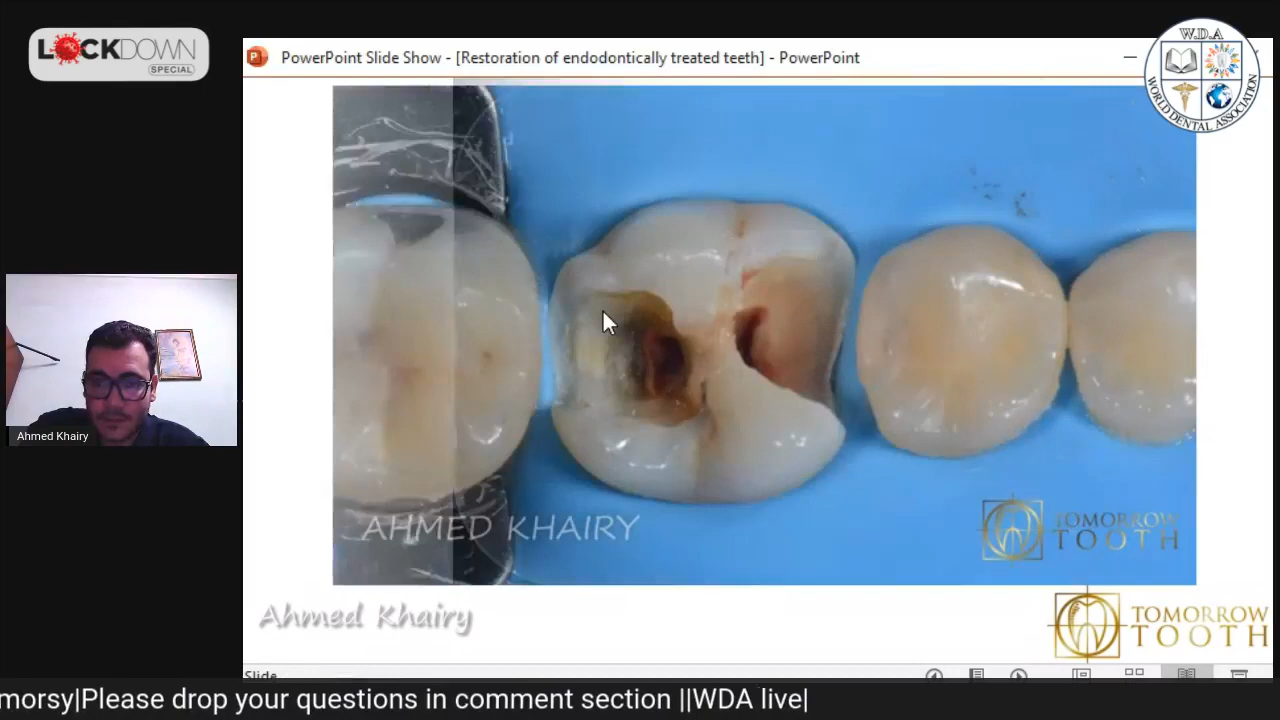 LOCKDOWN
SPECIAL
PowerPoint Slide Show - [Restoration of endodontically treated teeth] - PowerPoint
W.D.A
WORLD DENTAL ASSOCIATION
Ahmed Khairy
AHMED KHAIRY
TOMORROW
TOOTH
Ahmed Khairy
TOMORROW
TOOTH
Slide
morsy|Please drop your questions in comment section ||WDA live|